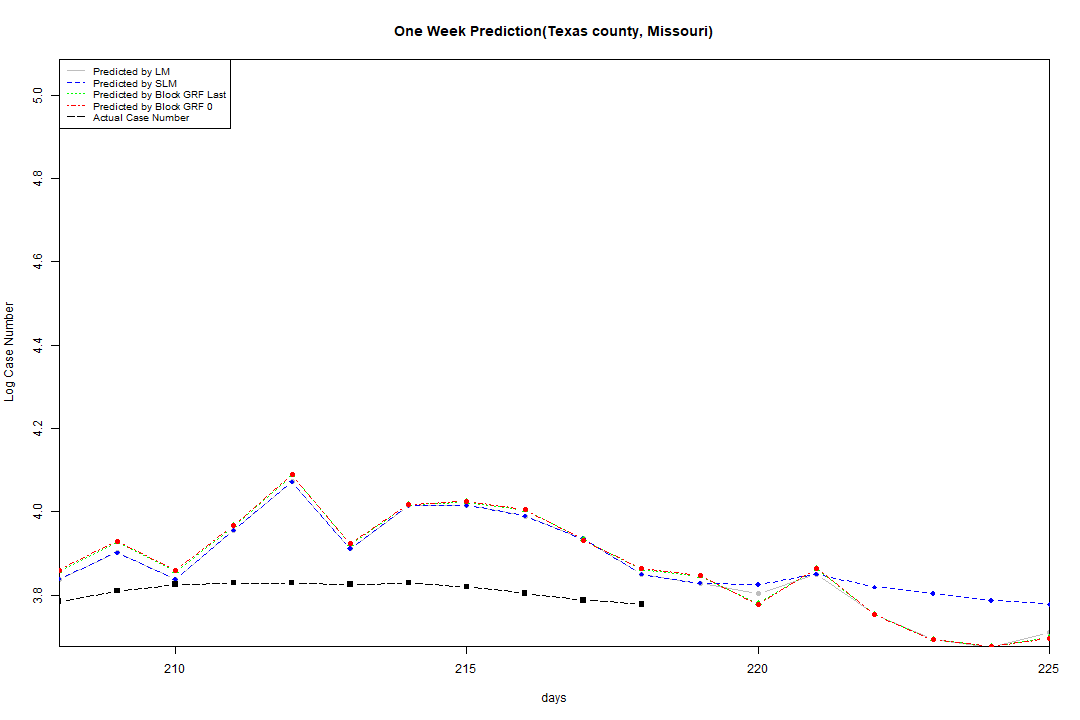 One Week Prediction(Texas county, Missouri)
Predicted by LM
Predicted by SLM
Predicted by Block GRF Last
Predicted by Block GRF 0
Actual Case Number
5.0
4.8
4.6
4.4
4.2
4.0
3.8
Log Case Number
210
215
220
225
days